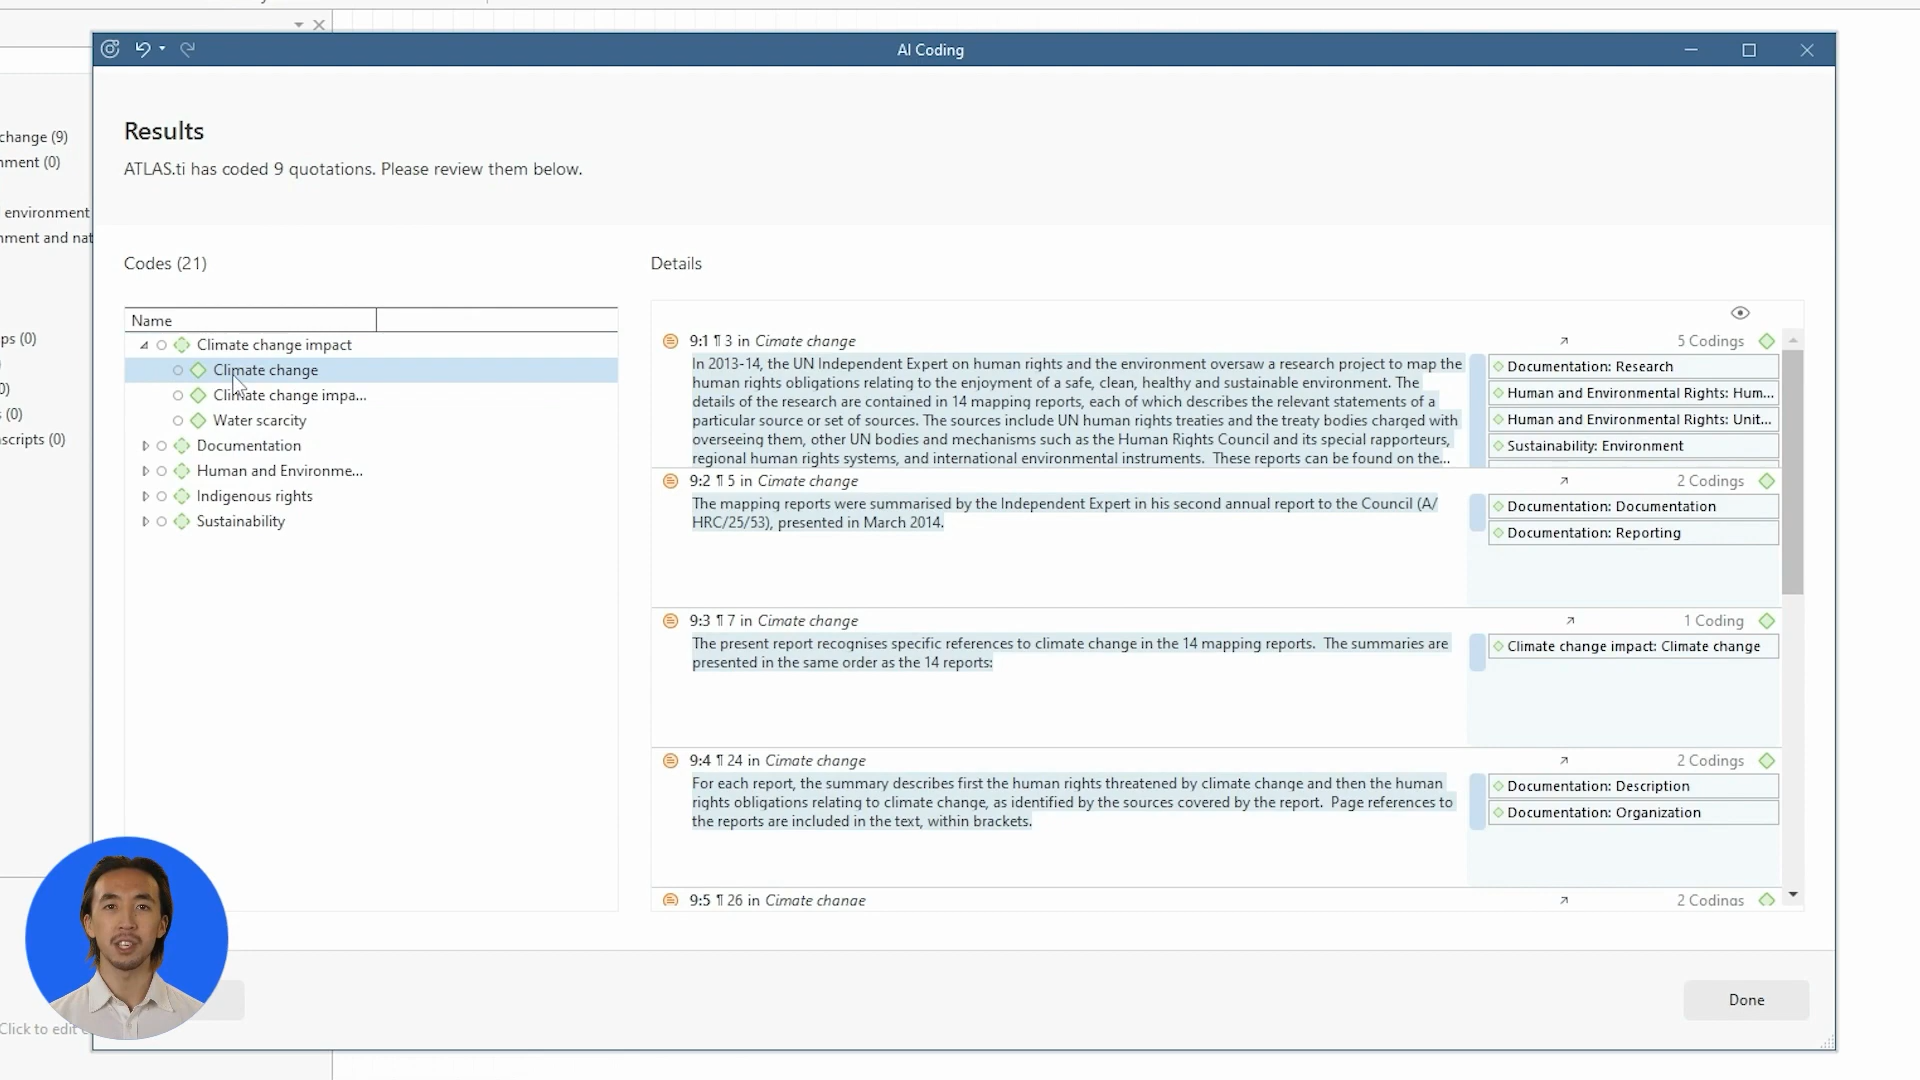 AI Coding
Results
ATLAS.ti has coded 9 quotations. Please review them below.
change (9)
nment (0)
environment
nment and nat
ps (0)
0)
s (0)
scripts (0)
Click to edit
Codes (21)
Name
Climate change impact
Climate change
Climate change impa...
Water scarcity
Documentation
Human and Environme...
Indigenous rights
Sustainability
Details
9:1 ¶ 3 in Cimate change
5 Codings
In 2013-14, the UN Independent Expert on human rights and the environment oversaw a research project to map the
human rights obligations relating to the enjoyment of a safe, clean, healthy and sustainable environment. The
details of the research are contained in 14 mapping reports, each of which describes the relevant statements of a
particular source or set of sources. The sources include UN human rights treaties and the treaty bodies charged with
overseeing them, other UN bodies and mechanisms such as the Human Rights Council and its special rapporteurs,
regional human rights systems, and international environmental instruments. These reports can be found on the...
Documentation: Research
Human and Environmental Rights: Hum...
Human and Environmental Rights: Unit...
Sustainability: Environment
9:2 ¶ 5 in Cimate change
2 Codings
The mapping reports were summarised by the Independent Expert in his second annual report to the Council (A/
HRC/25/53), presented in March 2014.
Documentation: Documentation
Documentation: Reporting
9:3 ¶ 7 in Cimate change
1 Coding
The present report recognises specific references to climate change in the 14 mapping reports. The summaries are
presented in the same order as the 14 reports:
Climate change impact: Climate change
9:4 ¶ 24 in Cimate change
2 Codings
For each report, the summary describes first the human rights threatened by climate change and then the human
rights obligations relating to climate change, as identified by the sources covered by the report. Page references to
the reports are included in the text, within brackets.
Documentation: Description
Documentation: Organization
9:5 ¶ 26 in Cimate change
2 Codings
Done